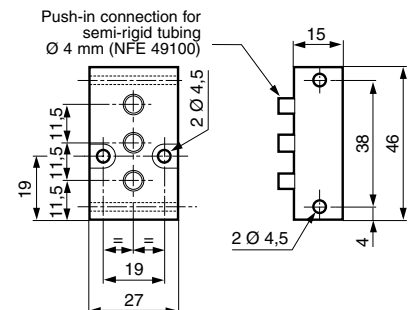 Push-in connection for
semi-rigid tubing
Ø 4 mm (NFE 49100)
15
2 Ø 4,5
11,5
11,5
11,5
19
38
46
= =
19
27
2 Ø 4,5
4